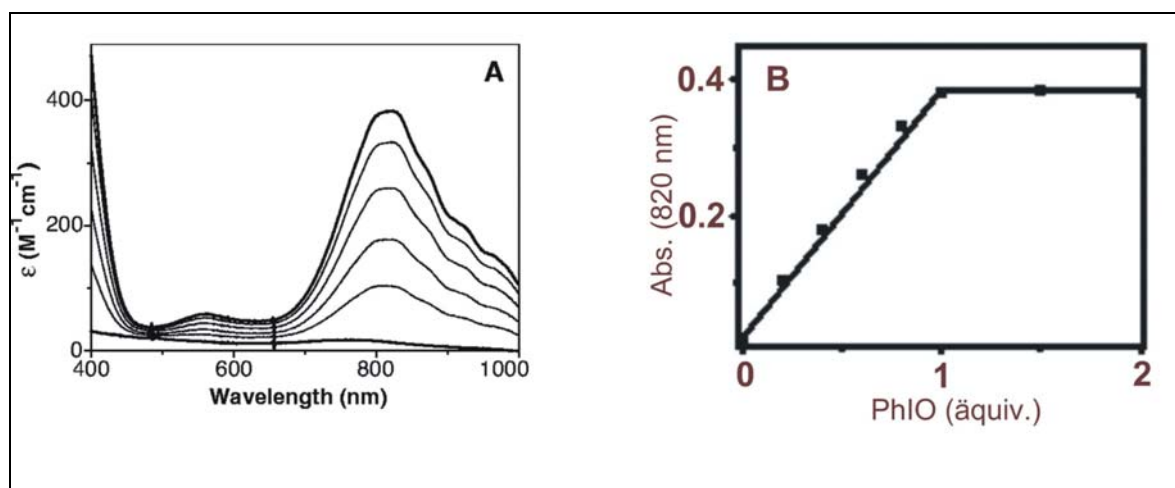 A
400
200
0
ε (M⁻¹cm⁻¹)
400
600
800
1000
Wavelength (nm)
B
0.4
0.2
Abs. (820 nm)
0
1
2
PhIO (äquiv.)